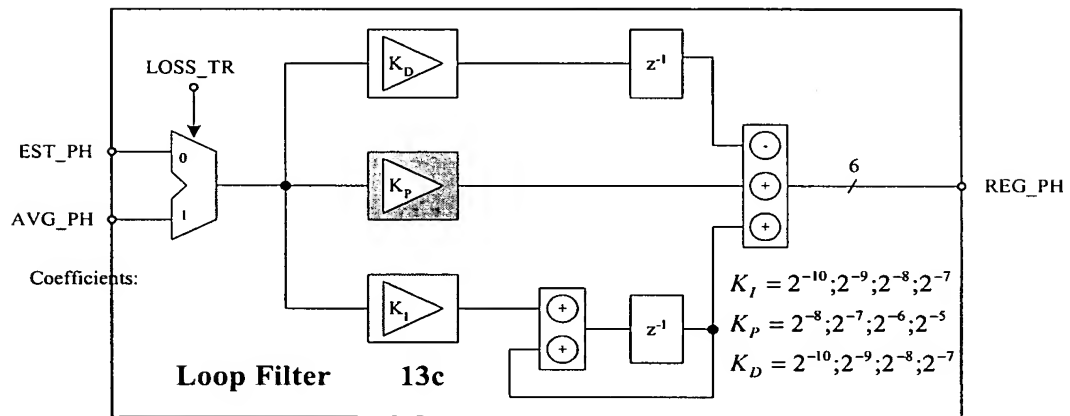 LOSS_TR
EST_PH
AVG_PH
0
1
K_D
K_P
K_I
z^{-1}
z^{-1}
-
+
+
+
+
6
REG_PH
Coefficients:
K_I = 2^{-10};2^{-9};2^{-8};2^{-7}
K_P = 2^{-8};2^{-7};2^{-6};2^{-5}
K_D = 2^{-10};2^{-9};2^{-8};2^{-7}
Loop Filter 13c